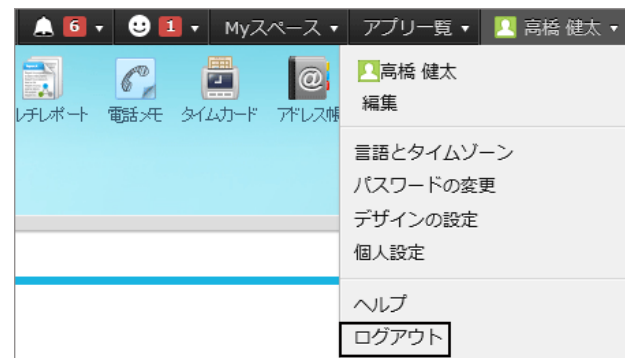 6 1 Myスペース アプリ一覧 高橋 健太
レチレポート 電話メモ タイムカード アドレス帳
高橋 健太
編集
言語とタイムゾーン
パスワードの変更
デザインの設定
個人設定
ヘルプ
ログアウト